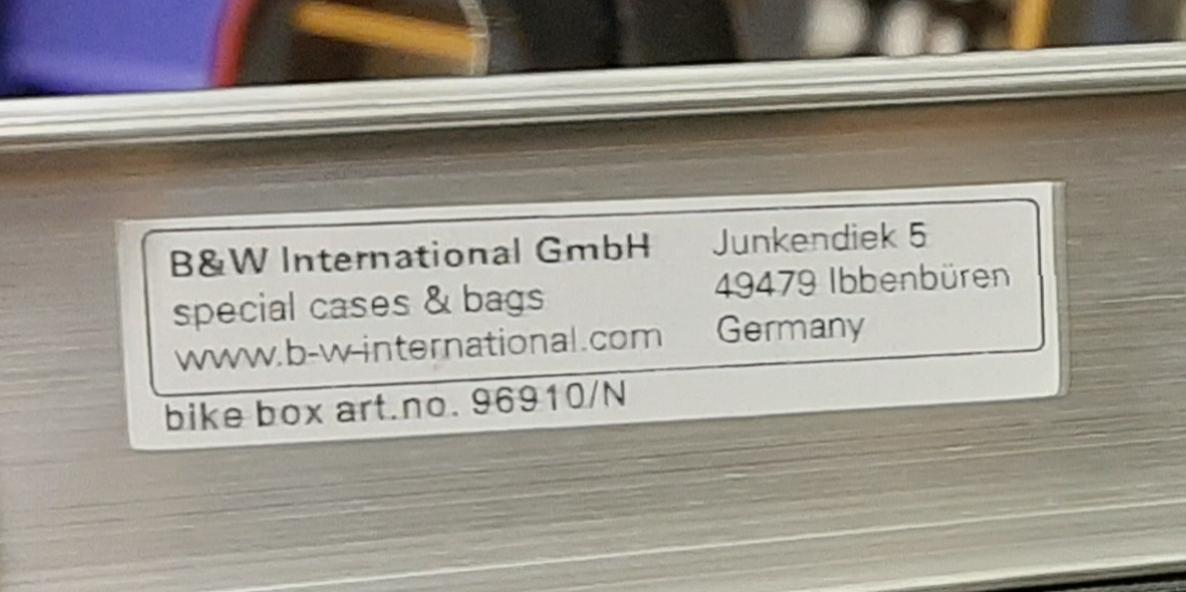 B&W International GmbH
special cases & bags
www.b-w-international.com
Junkendiek 5
49479 Ibbenbüren
Germany
bike box art.no. 96910/N